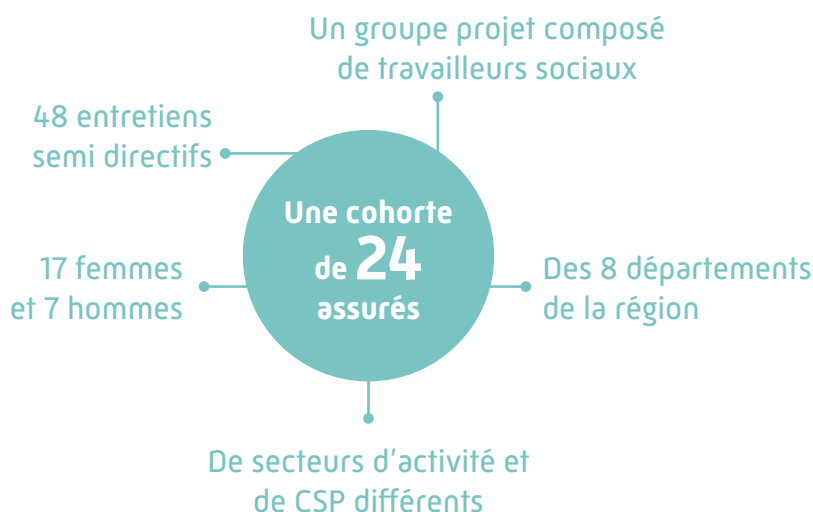 Un groupe projet composé
de travailleurs sociaux
48 entretiens
semi directifs
Une cohorte
de 24
assurés
17 femmes
et 7 hommes
Des 8 départements
de la région
De secteurs d'activité et
de CSP différents